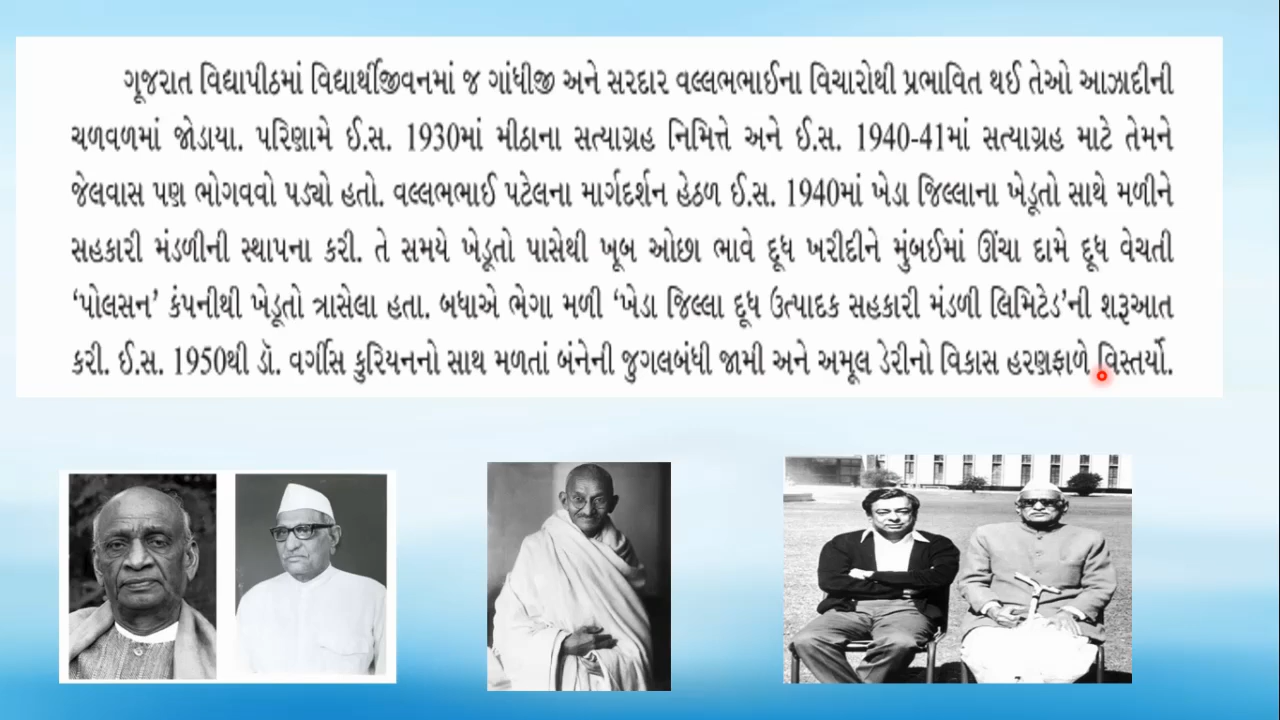 ગૂજરાત વિદ્યાપીઠમાં વિદ્યાર્થીજીવનમાં જ ગાંધીજી અને સરદાર વલ્લભભાઈના વિચારોથી પ્રભાવિત થઈ તેઓ આઝાદીની
ચળવળમાં જોડાયા. પરિણામે ઈ.સ. 1930માં મીઠાના સત્યાગ્રહ નિમિત્તે અને ઈ.સ. 1940-41માં સત્યાગ્રહ માટે તેમને
જેલવાસ પણ ભોગવવો પડ્યો હતો. વલ્લભભાઈ પટેલના માર્ગદર્શન હેઠળ ઈ.સ. 1940માં ખેડા જિલ્લાના ખેડૂતો સાથે મળીને
સહકારી મંડળીની સ્થાપના કરી. તે સમયે ખેડૂતો પાસેથી ખૂબ ઓછા ભાવે દૂધ ખરીદીને મુંબઈમાં ઊંચા દામે દૂધ વેચતી
‘પોલસન’ કંપનીથી ખેડૂતો ત્રાસેલા હતા. બધાએ ભેગા મળી ‘ખેડા જિલ્લા દૂધ ઉત્પાદક સહકારી મંડળી લિમિટેડ’ની શરૂઆત
કરી. ઈ.સ. 1950થી ડૉ. વર્ગીસ કુરિયનનો સાથ મળતાં બંનેની જુગલબંધી જામી અને અમૂલ ડેરીનો વિકાસ હરણફાળે વિસ્તર્યો.